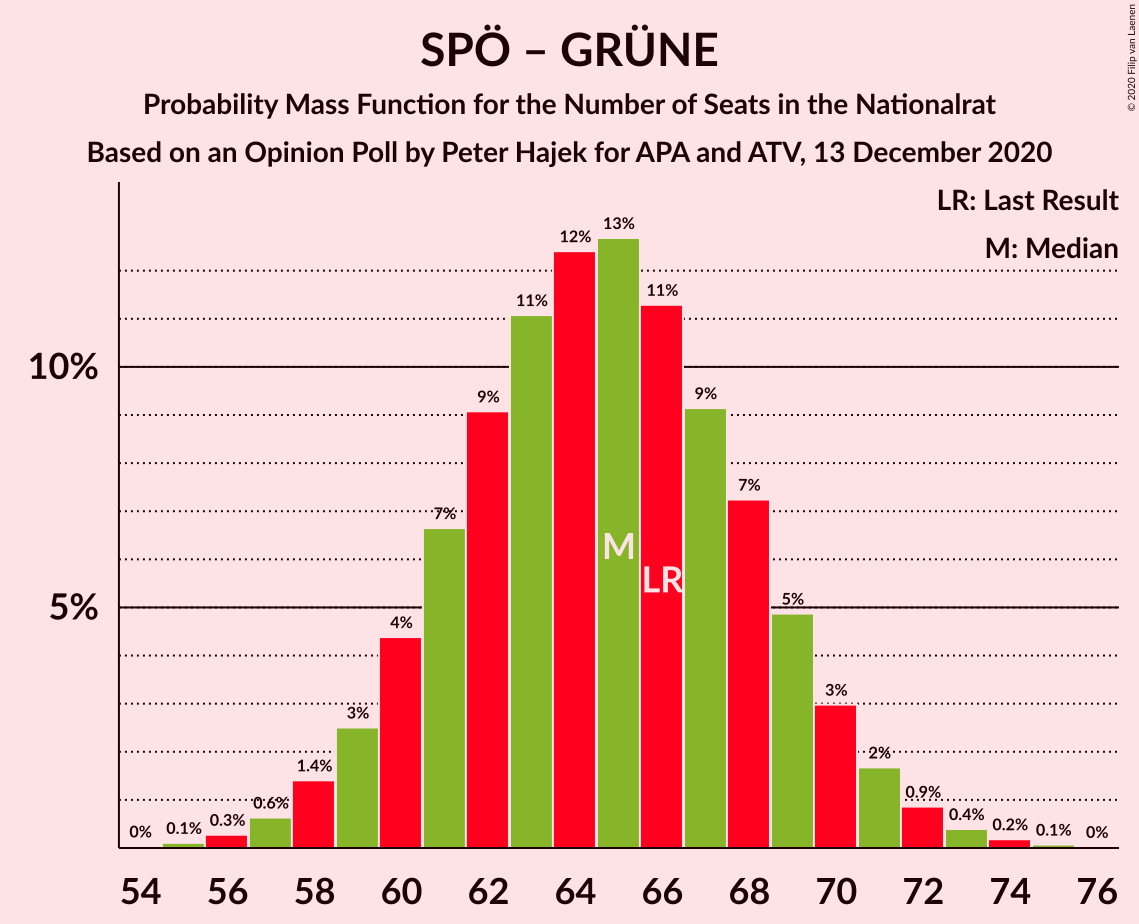 SPÖ – GRÜNE
Probability Mass Function for the Number of Seats in the Nationalrat
Based on an Opinion Poll by Peter Hajek for APA and ATV, 13 December 2020
© 2020 Filip van Laenen
LR: Last Result
M: Median
10%
5%
0%
0.1%
0.3%
0.6%
1.4%
3%
4%
7%
9%
11%
12%
13%
11%
9%
7%
5%
3%
2%
0.9%
0.4%
0.2%
0.1%
0%
M
LR
54 56 58 60 62 64 66 68 70 72 74 76